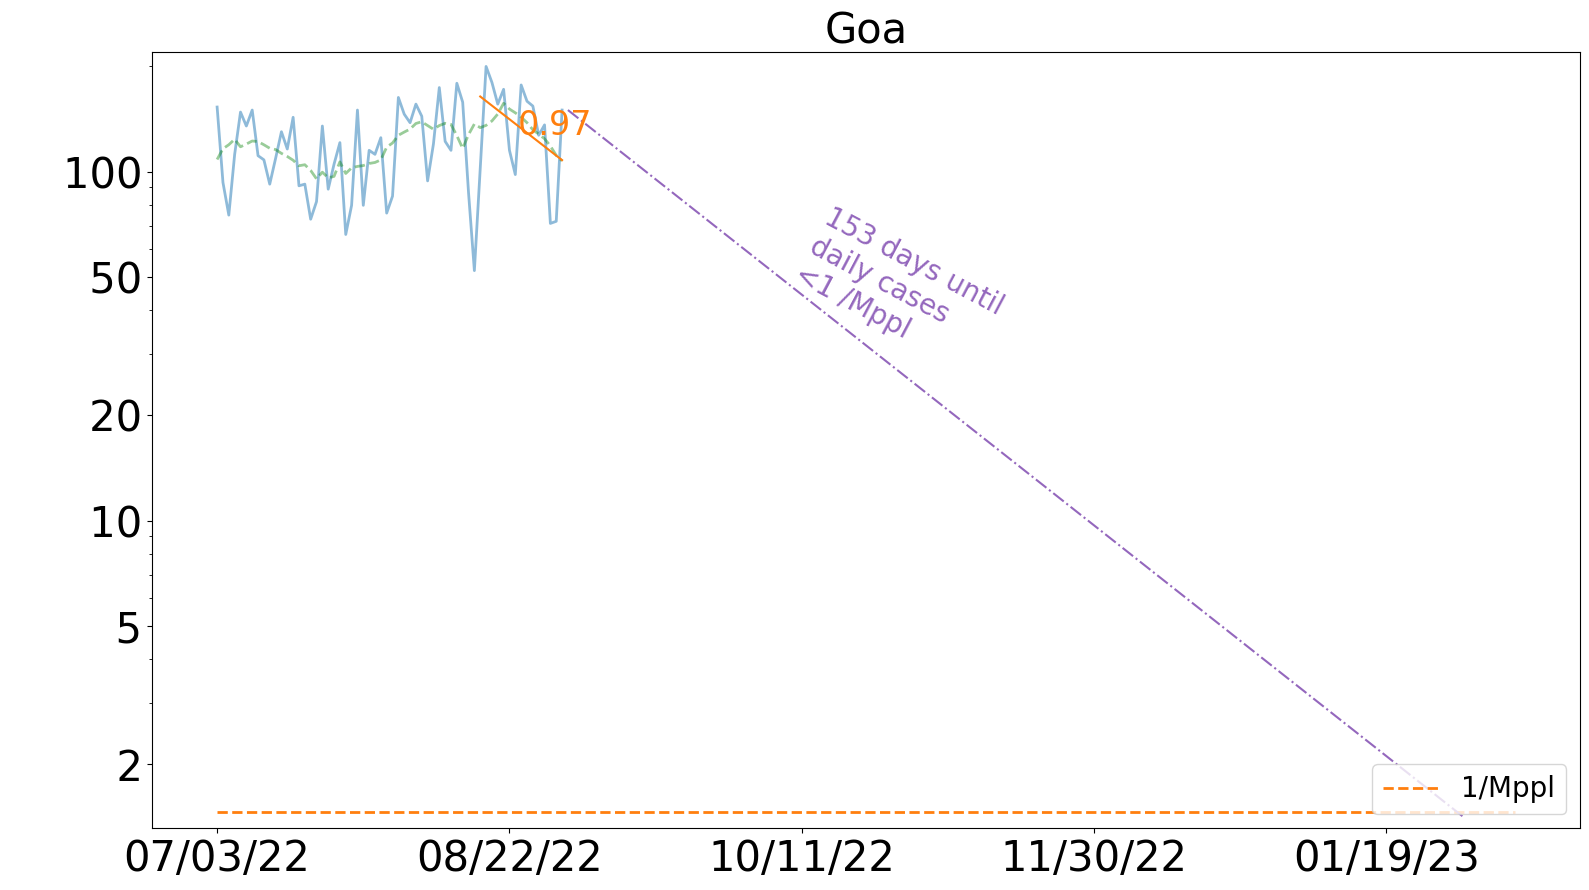 Goa
100
50
20
10
5
2
0.97
153 days until
daily cases
<1 /Mppl
1/Mppl
07/03/22
08/22/22
10/11/22
11/30/22
01/19/23